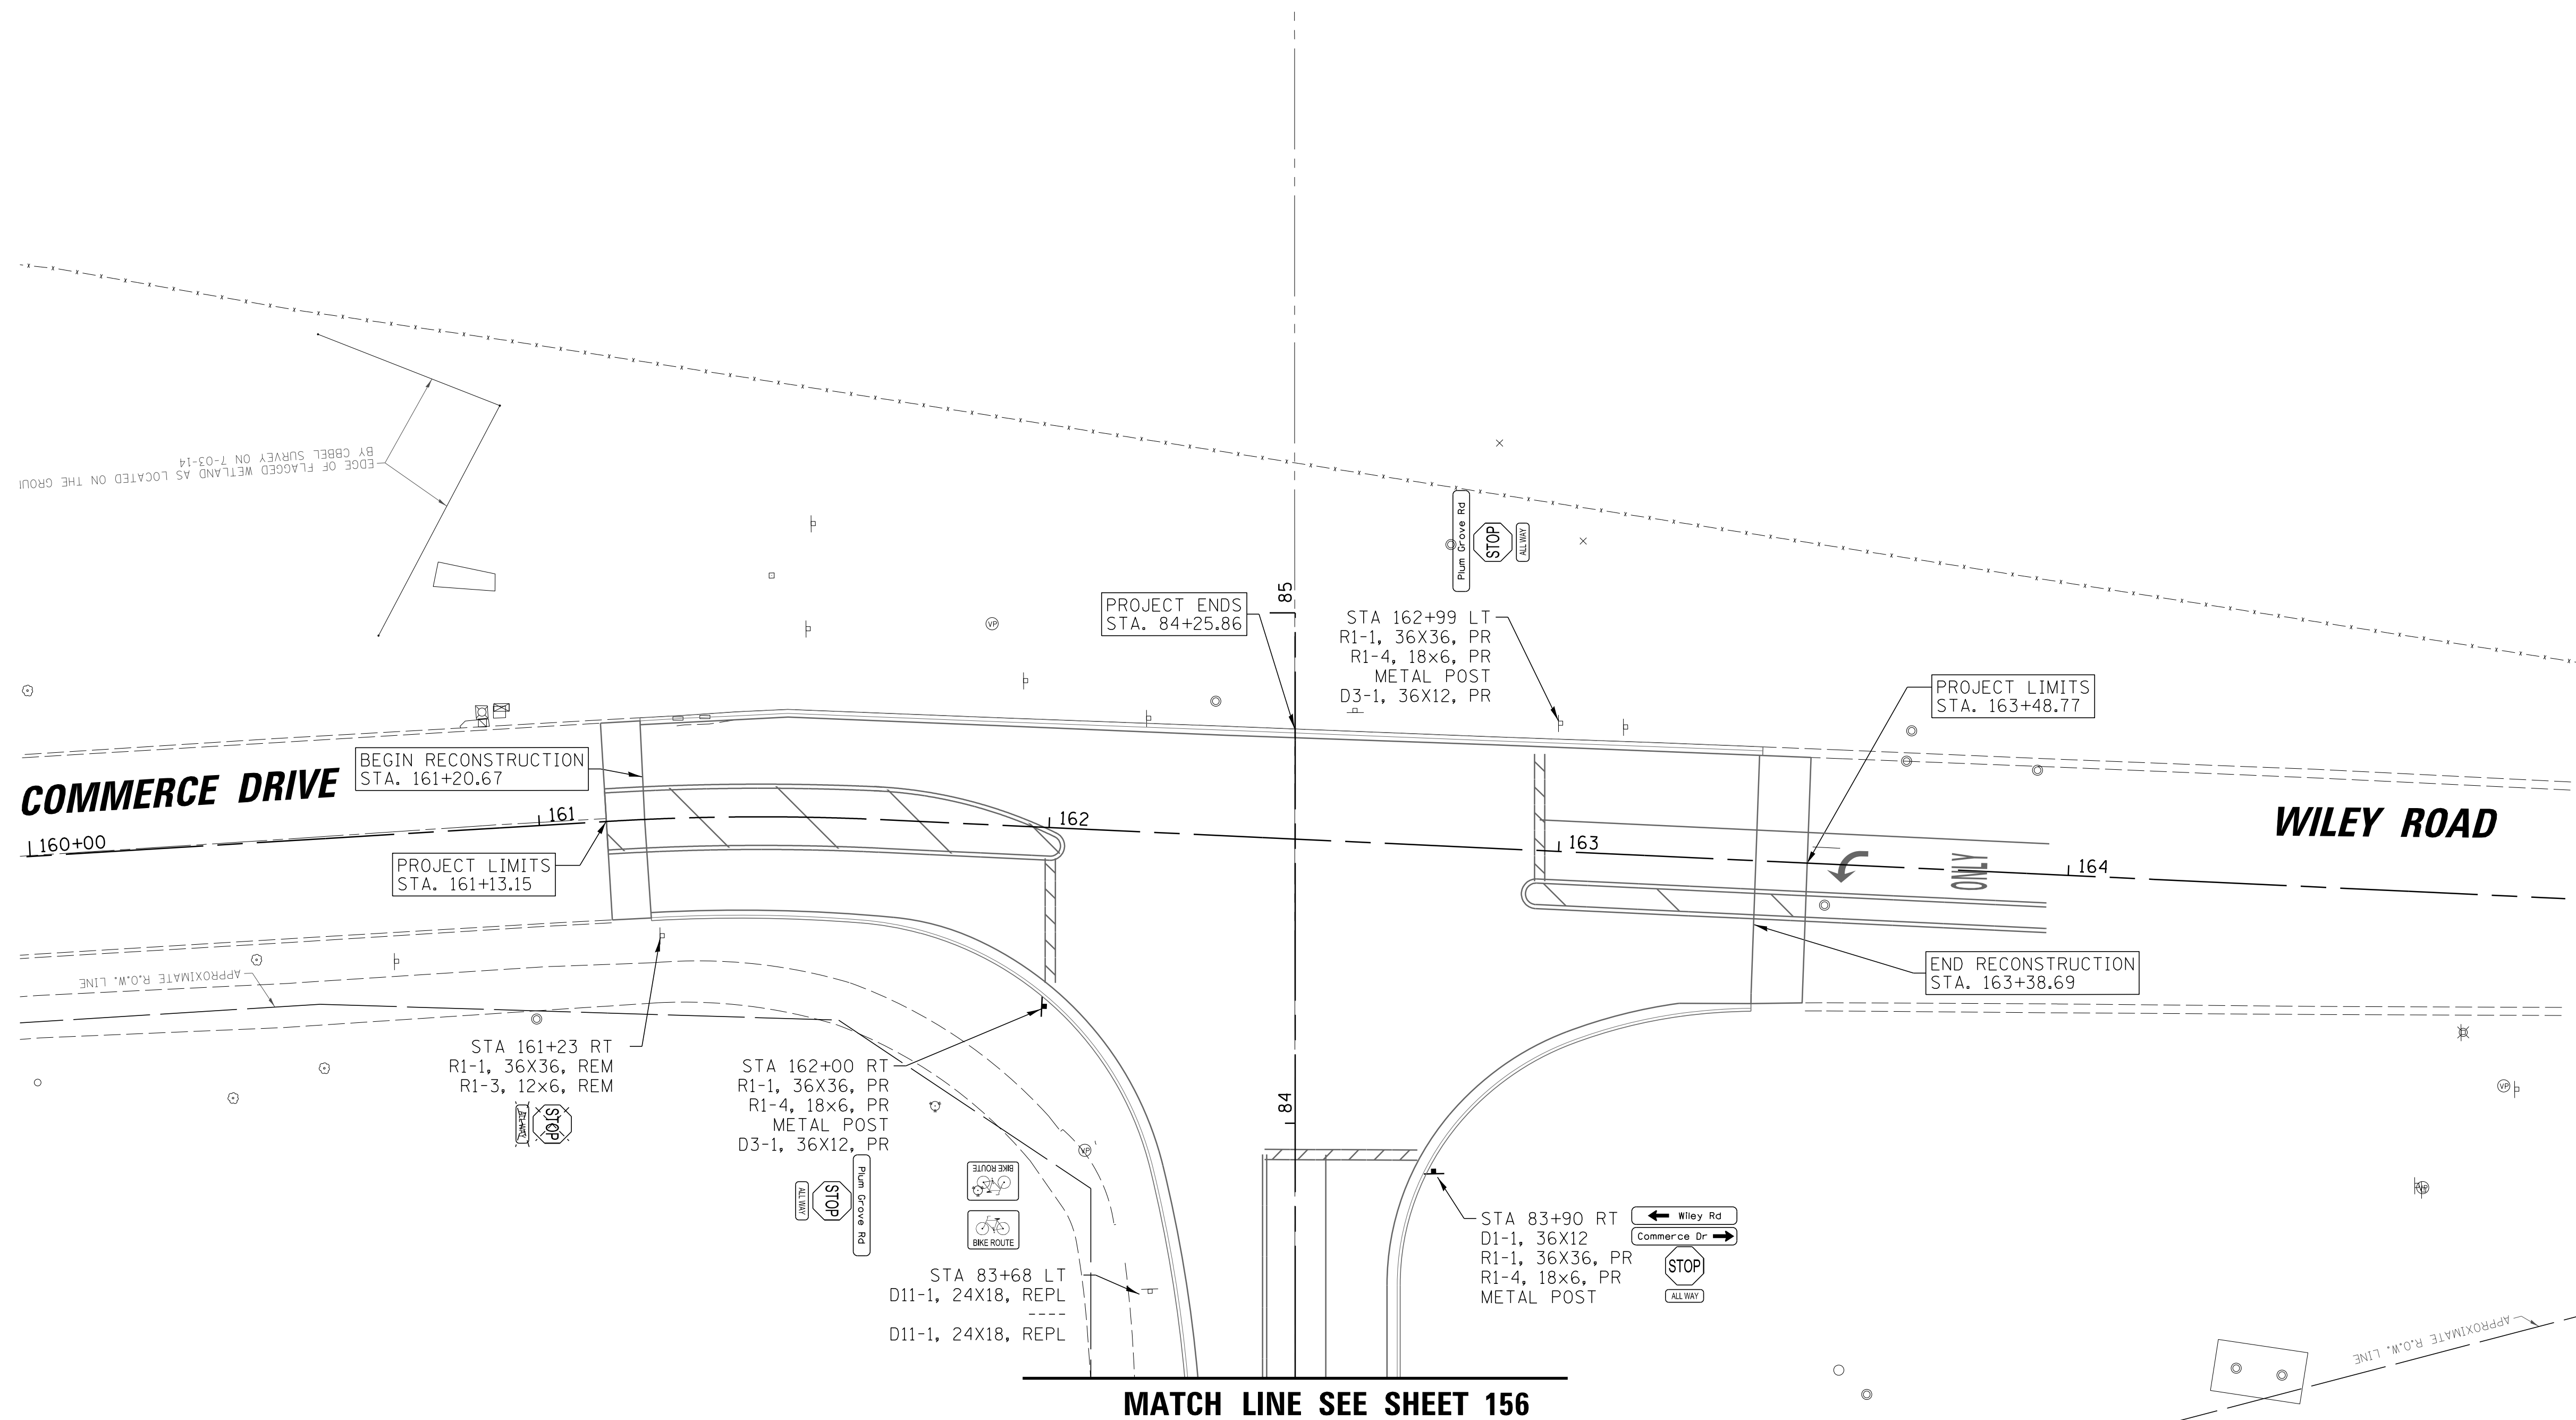 BY CBBEL SURVEY ON 7-03-14
EDGE OF FLAGGED WETLAND AS LOCATED ON THE
Plum Grove Rd
STOP
ALL WAY
85
PROJECT ENDS
STA. 84+25.86
STA 162+99 LT
R1-1, 36X36, PR
R1-4, 18x6, PR
METAL POST
D3-1, 36X12, PR
PROJECT LIMITS
STA. 163+48.77
BEGIN RECONSTRUCTION
STA. 161+20.67
COMMERCE DRIVE
160+00
161
162
163
164
ONLY
WILEY ROAD
PROJECT LIMITS
STA. 161+13.15
END RECONSTRUCTION
STA. 163+38.69
APPROXIMATE R.O.W. LINE
STA 161+23 RT
R1-1, 36X36, REM
R1-3, 12x6, REM
STOP
STA 162+00 RT
R1-1, 36X36, PR
R1-4, 18x6, PR
METAL POST
D3-1, 36X12, PR
ALL WAY
STOP
Plum Grove Rd
84
VP
VP
VP
VP
BIKE ROUTE
BIKE ROUTE
STA 83+68 LT
D11-1, 24X18, REPL
----
D11-1, 24X18, REPL
STA 83+90 RT
D1-1, 36X12
R1-1, 36X36, PR
R1-4, 18x6, PR
METAL POST
Wiley Rd
Commerce Dr
STOP
ALL WAY
APPROXIMATE R.O.W. LINE
MATCH LINE SEE SHEET 156